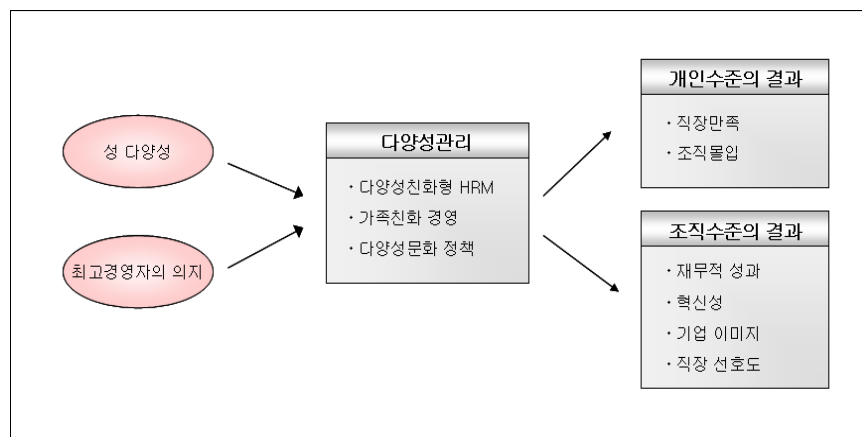 성 다양성
최고경영자의 의지
다양성관리
· 다양성친화형 HRM
· 가족친화 경영
· 다양성문화 정책
개인수준의 결과
· 직장만족
· 조직몰입
조직수준의 결과
· 재무적 성과
· 혁신성
· 기업 이미지
· 직장 선호도